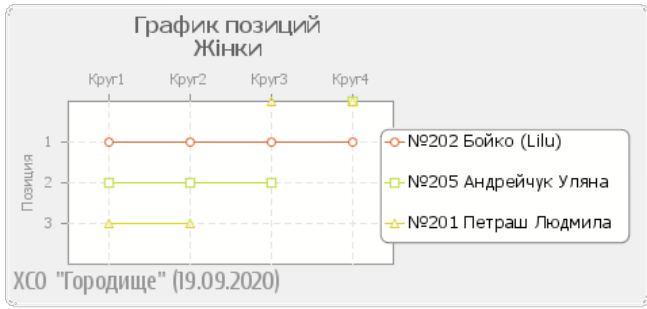 График позиций
Жінки
Круг1 Круг2 Круг3 Круг4
Позиция
1
2
3
№202 Бойко (Lilu)
№205 Андрейчук Уляна
№201 Петраш Людмила
ХСО "Городище" (19.09.2020)